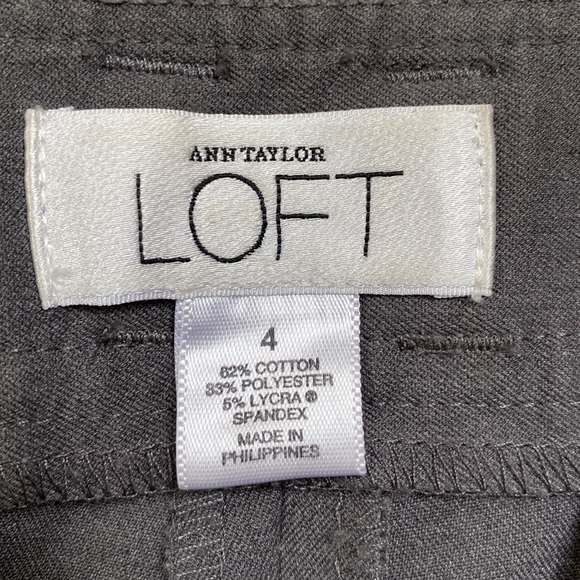 ANN TAYLOR
LOFT
4
62% COTTON
33% POLYESTER
5% LYCRA ®
SPANDEX
MADE IN
PHILIPPINES